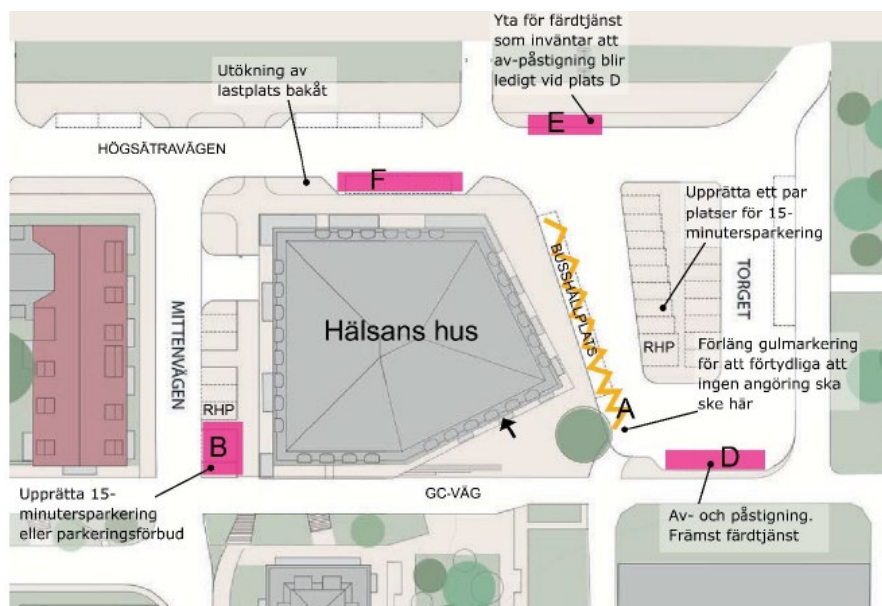 Yta för färdtjänst
som inväntar att
av-påstigning blir
ledigt vid plats D
Utökning av
lastplats bakåt
E
HÖGSÅTRAVÄGEN
F
Upprätta ett par
platser för 15-
minutersparkering
BUSSHÅLLPLATS
TORGET
MITTENVÄGEN
Hälsans hus
RHP
Förläng gulmarkering
för att förtydliga att
ingen angöring ska
ske här
RHP
A
B
D
GC-VÄG
Upprätta 15-
minutersparkering
eller parkeringsförbud
Av- och påstigning.
Främst färdtjänst